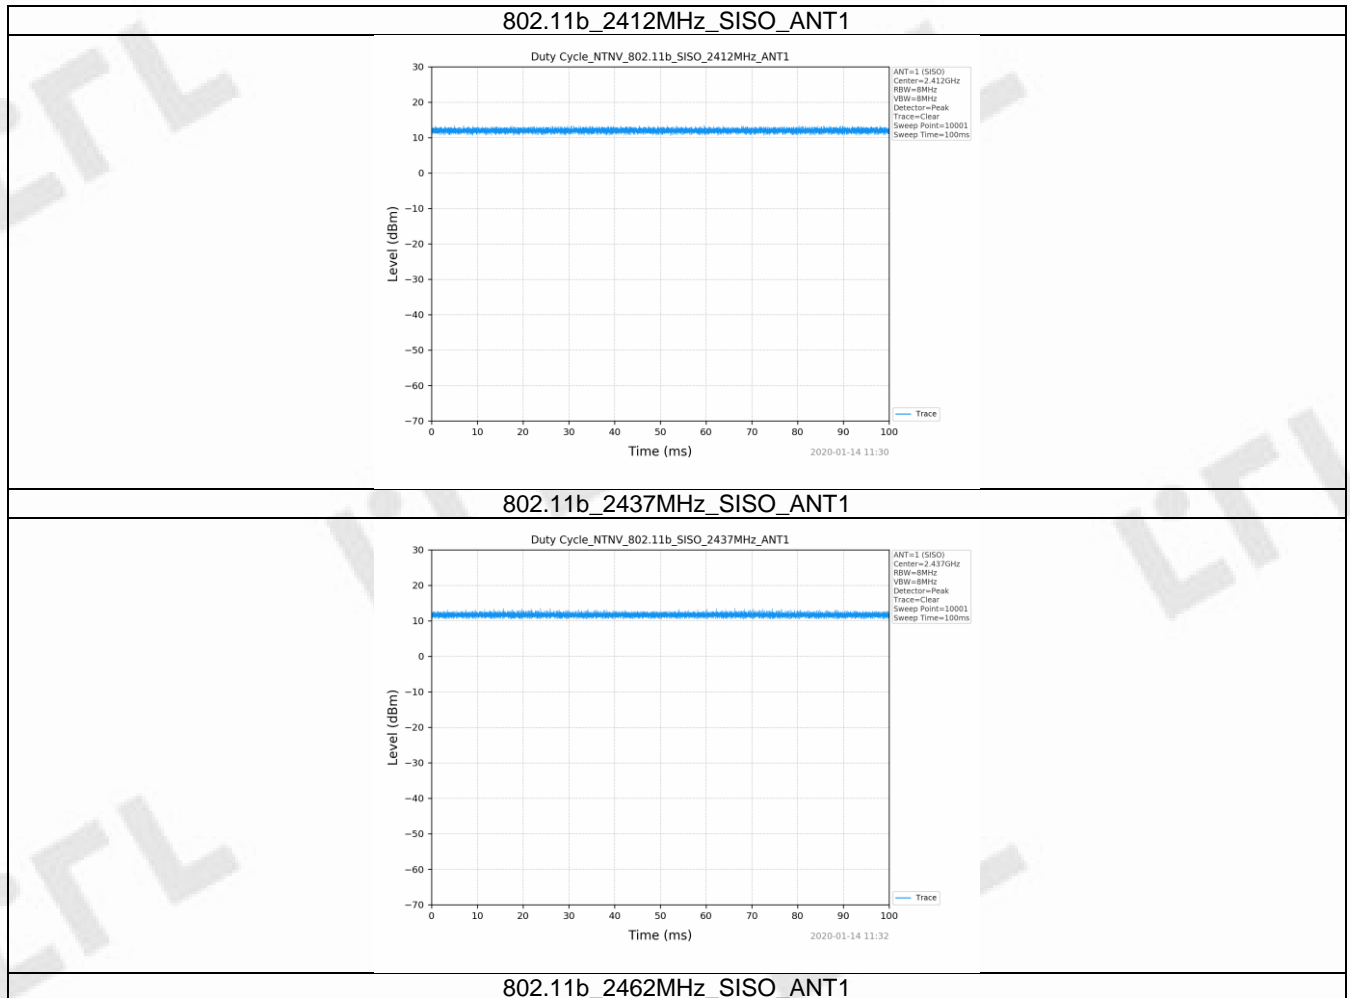 802.11b_2412MHz_SISO_ANT1
Duty Cycle_NTNV_802.11b_SISO_2412MHz_ANT1
ANT=1 (SISO)
Center=2.412GHz
RBW=8MHz
VBW=8MHz
Detector=Peak
Trace=Clear
Sweep Point=10001
Sweep Time=100ms
30
20
10
0
−10
−20
−30
−40
−50
−60
−70
Level (dBm)
Trace
0 10 20 30 40 50 60 70 80 90 100
Time (ms)
2020-01-14 11:30
802.11b_2437MHz_SISO_ANT1
Duty Cycle_NTNV_802.11b_SISO_2437MHz_ANT1
ANT=1 (SISO)
Center=2.437GHz
RBW=8MHz
VBW=8MHz
Detector=Peak
Trace=Clear
Sweep Point=10001
Sweep Time=100ms
30
20
10
0
−10
−20
−30
−40
−50
−60
−70
Level (dBm)
Trace
0 10 20 30 40 50 60 70 80 90 100
Time (ms)
2020-01-14 11:32
802.11b_2462MHz_SISO_ANT1